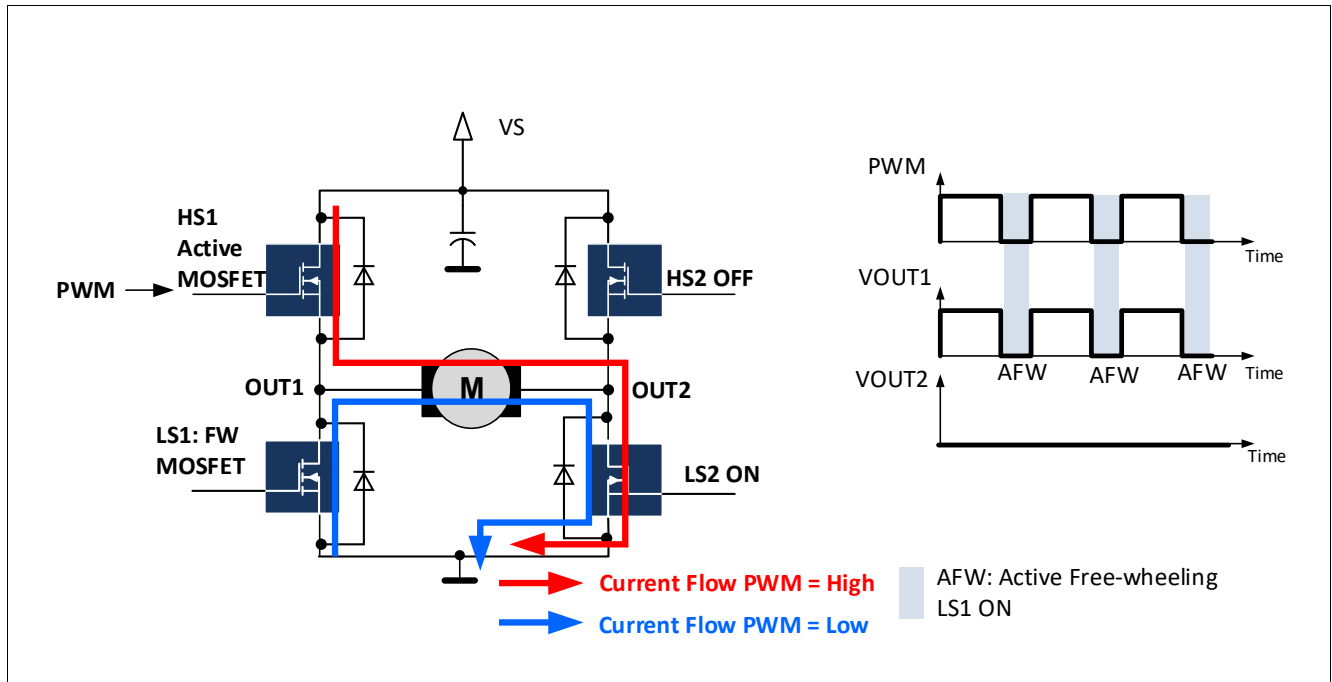 VS
HS1
Active
MOSFET
PWM
HS2 OFF
OUT1
M
OUT2
LS1: FW
MOSFET
LS2 ON
Current Flow PWM = High
Current Flow PWM = Low
PWM
Time
VOUT1
AFW
AFW
AFW
Time
VOUT2
Time
AFW: Active Free-wheeling
LS1 ON